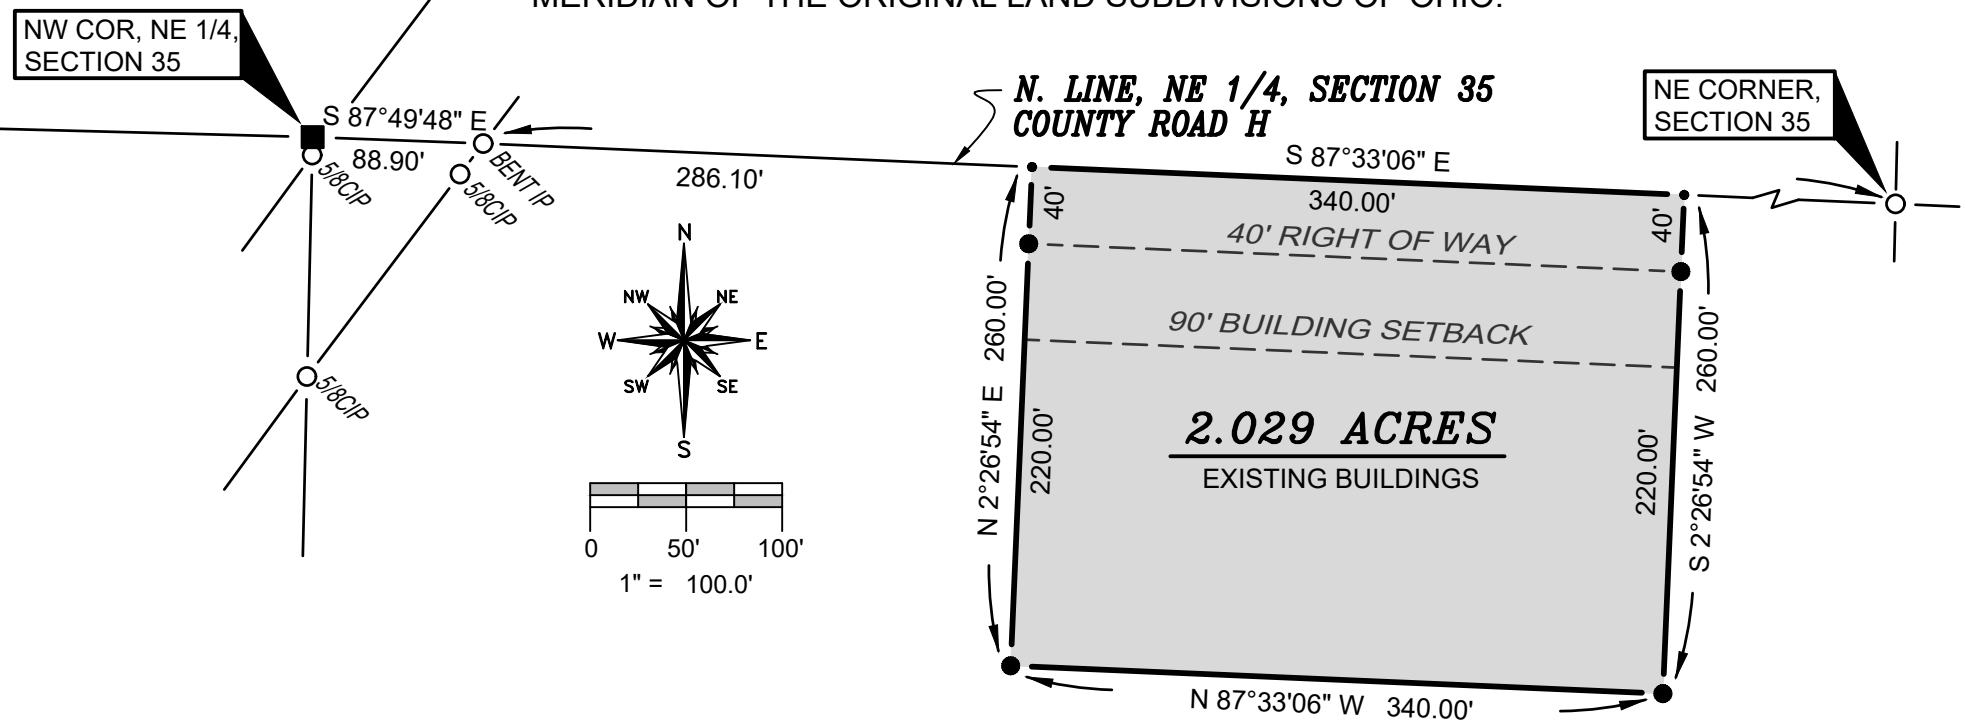 MERIDIAN OF THE ORIGINAL LAND SUBDIVISIONS OF OHIO.
NW COR, NE 1/4,
SECTION 35
S 87°49'48" E
88.90'
5/8CIP
BENT IP
5/8CIP
5/8CIP
286.10'
N. LINE, NE 1/4, SECTION 35
COUNTY ROAD H
NE CORNER,
SECTION 35
S 87°33'06" E
340.00'
40'
40'
40' RIGHT OF WAY
90' BUILDING SETBACK
N 2°26'54" E 260.00'
220.00'
2.029 ACRES
EXISTING BUILDINGS
220.00'
S 2°26'54" W 260.00'
N 87°33'06" W 340.00'
N
NW
NE
W
E
SW
SE
S
0 50' 100'
1" = 100.0'